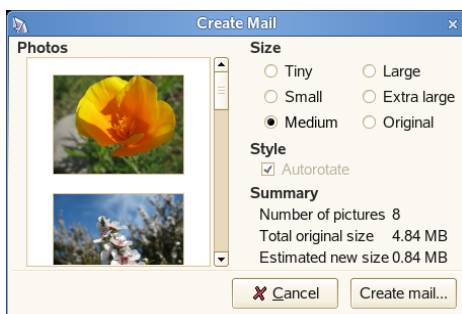 Create Mail
Photos
Size
Tiny
Large
Small
Extra large
Medium
Original
Style
Autorotate
Summary
Number of pictures 8
Total original size 4.84 MB
Estimated new size 0.84 MB
Cancel
Create mail...